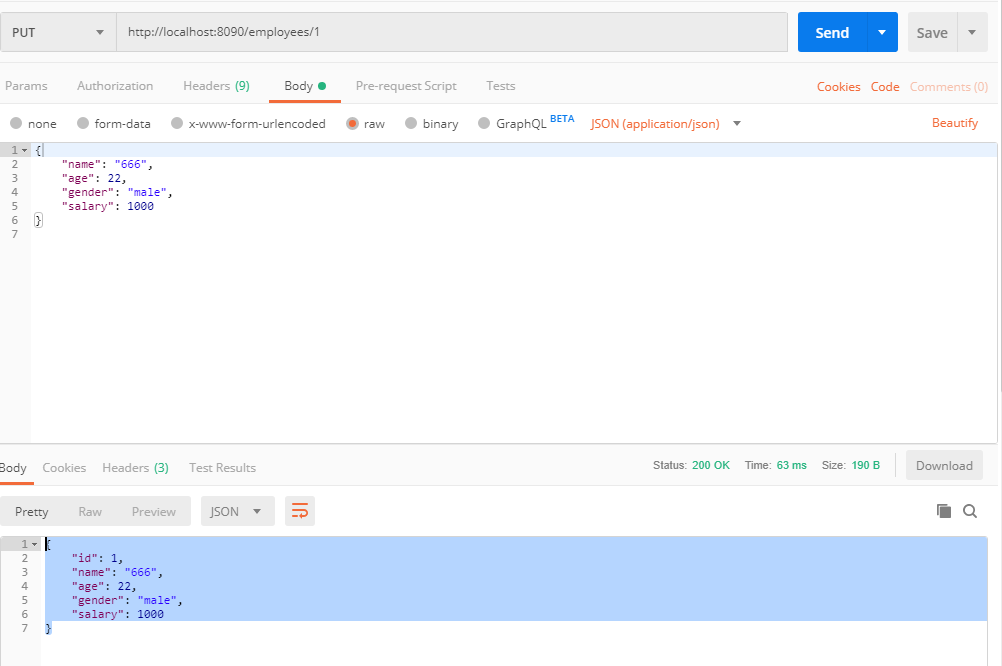 PUT http://localhost:8090/employees/1 Send Save
Params Authorization Headers (9) Body Pre-request Script Tests Cookies Code Comments (0)
none form-data x-www-form-urlencoded raw binary GraphQL BETA JSON (application/json) Beautify
1 {
2 "name": "666",
3 "age": 22,
4 "gender": "male",
5 "salary": 1000
6 }
7
Body Cookies Headers (3) Test Results Status: 200 OK Time: 63 ms Size: 190 B Download
Pretty Raw Preview JSON
1 {
2 "id": 1,
3 "name": "666",
4 "age": 22,
5 "gender": "male",
6 "salary": 1000
7 }